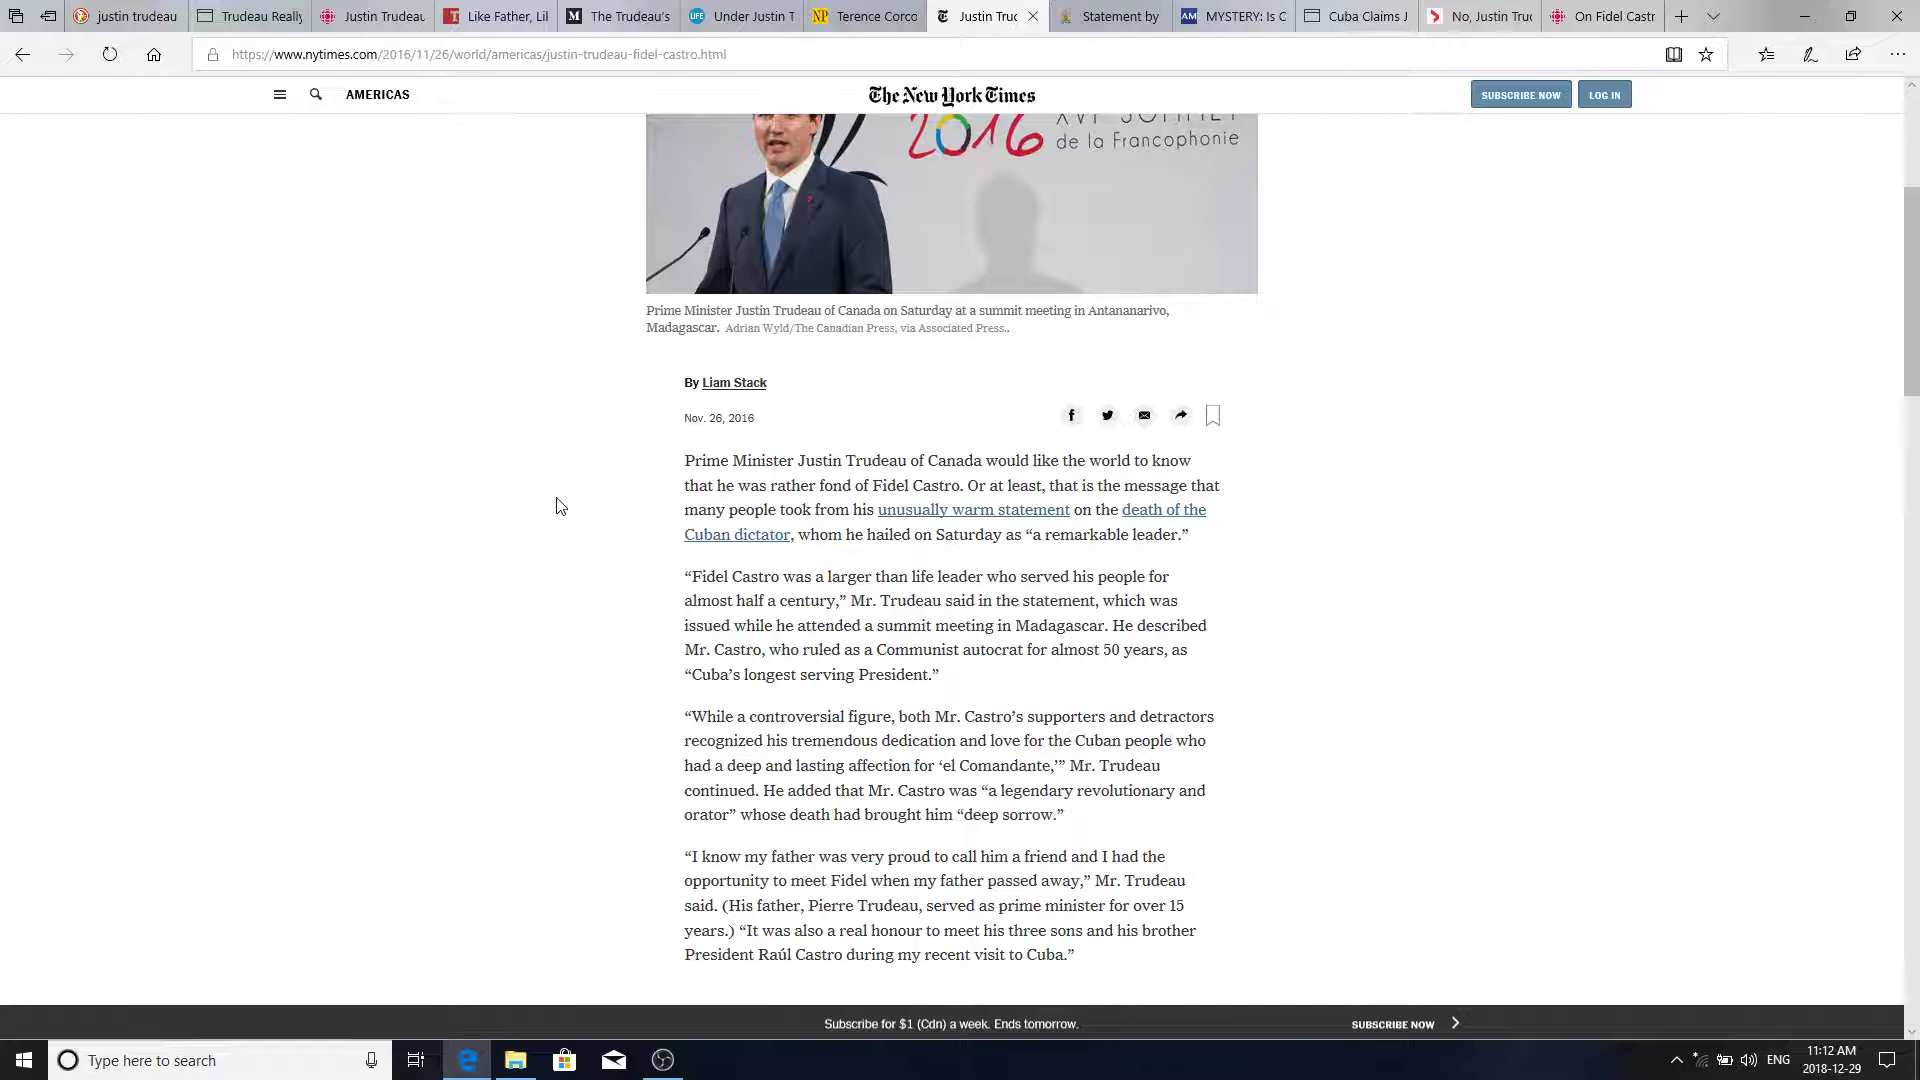 justin trudeau
Trudeau Really
Justin Trudeau
Like Father, Lil
The Trudeau's
Under Justin T
Terence Corco
Justin Truc
Statement by
MYSTERY: Is C
Cuba Claims J
No, Justin Truc
On Fidel Castr
https://www.nytimes.com/2016/11/26/world/americas/justin-trudeau-fidel-castro.html
AMERICAS
The New York Times
SUBSCRIBE NOW
LOG IN
2016
XVIe SOMMET
de la Francophonie
Prime Minister Justin Trudeau of Canada on Saturday at a summit meeting in Antananarivo,
Madagascar. Adrian Wyld/The Canadian Press, via Associated Press..
By Liam Stack
Nov. 26, 2016
Prime Minister Justin Trudeau of Canada would like the world to know
that he was rather fond of Fidel Castro. Or at least, that is the message that
many people took from his unusually warm statement on the death of the
Cuban dictator, whom he hailed on Saturday as “a remarkable leader.”
“Fidel Castro was a larger than life leader who served his people for
almost half a century,” Mr. Trudeau said in the statement, which was
issued while he attended a summit meeting in Madagascar. He described
Mr. Castro, who ruled as a Communist autocrat for almost 50 years, as
“Cuba’s longest serving President.”
“While a controversial figure, both Mr. Castro’s supporters and detractors
recognized his tremendous dedication and love for the Cuban people who
had a deep and lasting affection for ‘el Comandante,’” Mr. Trudeau
continued. He added that Mr. Castro was “a legendary revolutionary and
orator” whose death had brought him “deep sorrow.”
“I know my father was very proud to call him a friend and I had the
opportunity to meet Fidel when my father passed away,” Mr. Trudeau
said. (His father, Pierre Trudeau, served as prime minister for over 15
years.) “It was also a real honour to meet his three sons and his brother
President Raúl Castro during my recent visit to Cuba.”
Subscribe for $1 (Cdn) a week. Ends tomorrow.
SUBSCRIBE NOW
Type here to search
ENG
11:12 AM
2018-12-29